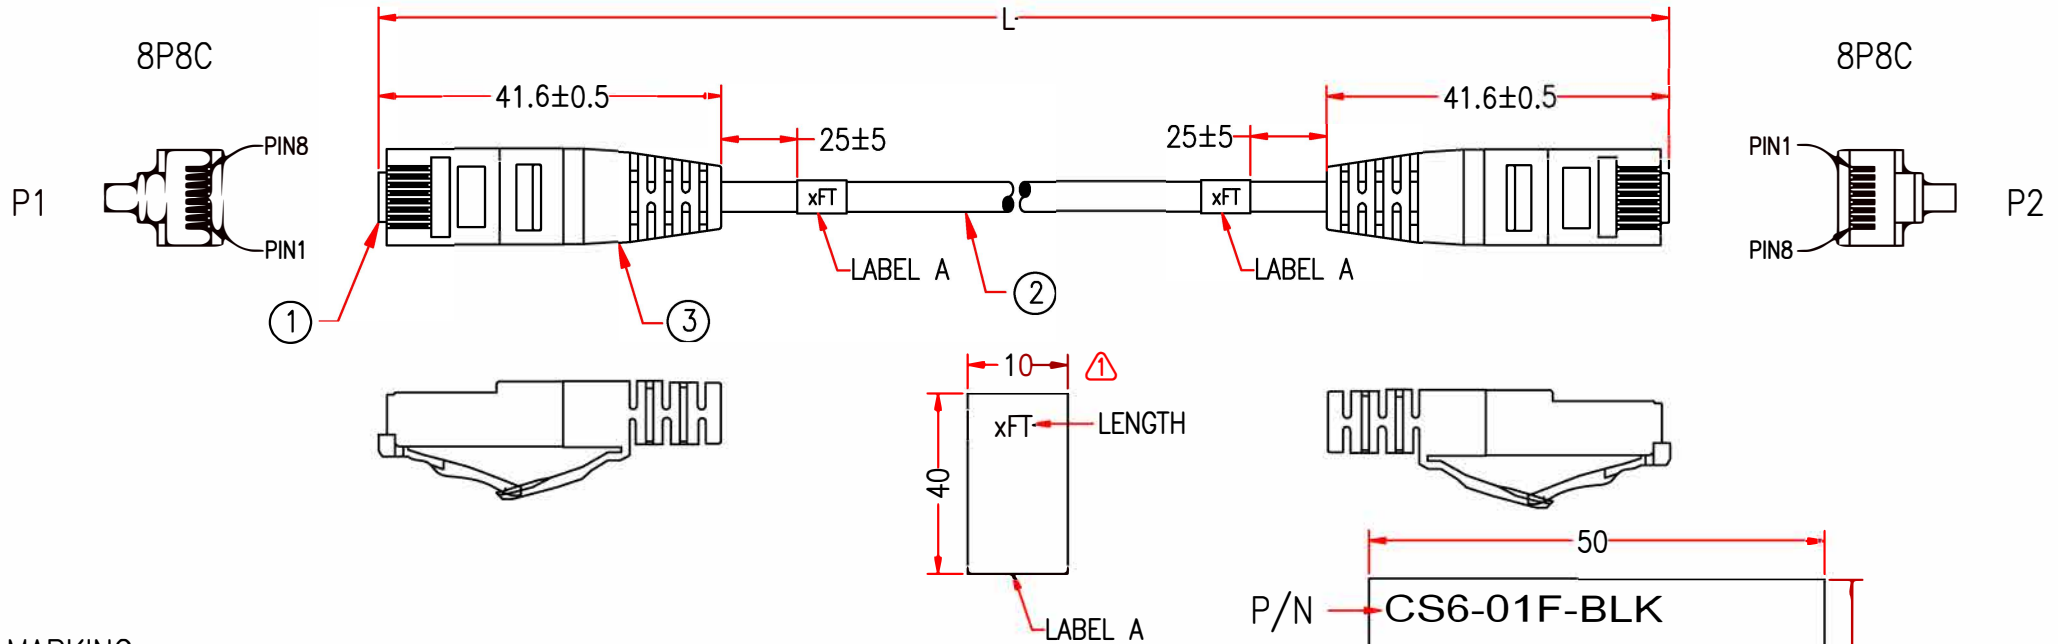 L
8P8C
8P8C
41.6±0.5
41.6±0.5
25±5
25±5
PIN8
PIN1
P1
xFT
xFT
PIN1
PIN8
P2
LABEL A
LABEL A
1
3
2
10
1
xFT
LENGTH
40
LABEL A
50
P/N
CS6-01F-BLK